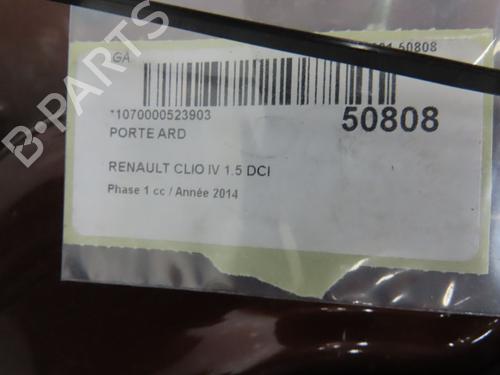 GA
50808
*1070000523903
50808
PORTE ARD
RENAULT CLIO IV 1.5 DCI
Phase 1 cc / Année 2014
B-PARTS